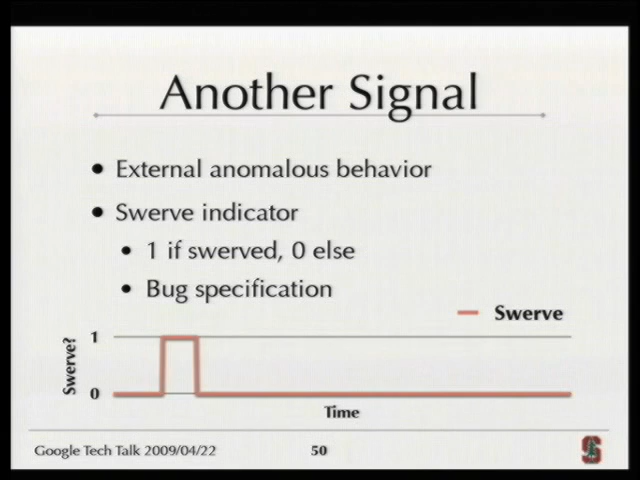 Another Signal
External anomalous behavior
Swerve indicator
1 if swerved, 0 else
Bug specification
Swerve
Swerve?
1
0
Time
Google Tech Talk 2009/04/22
50
S